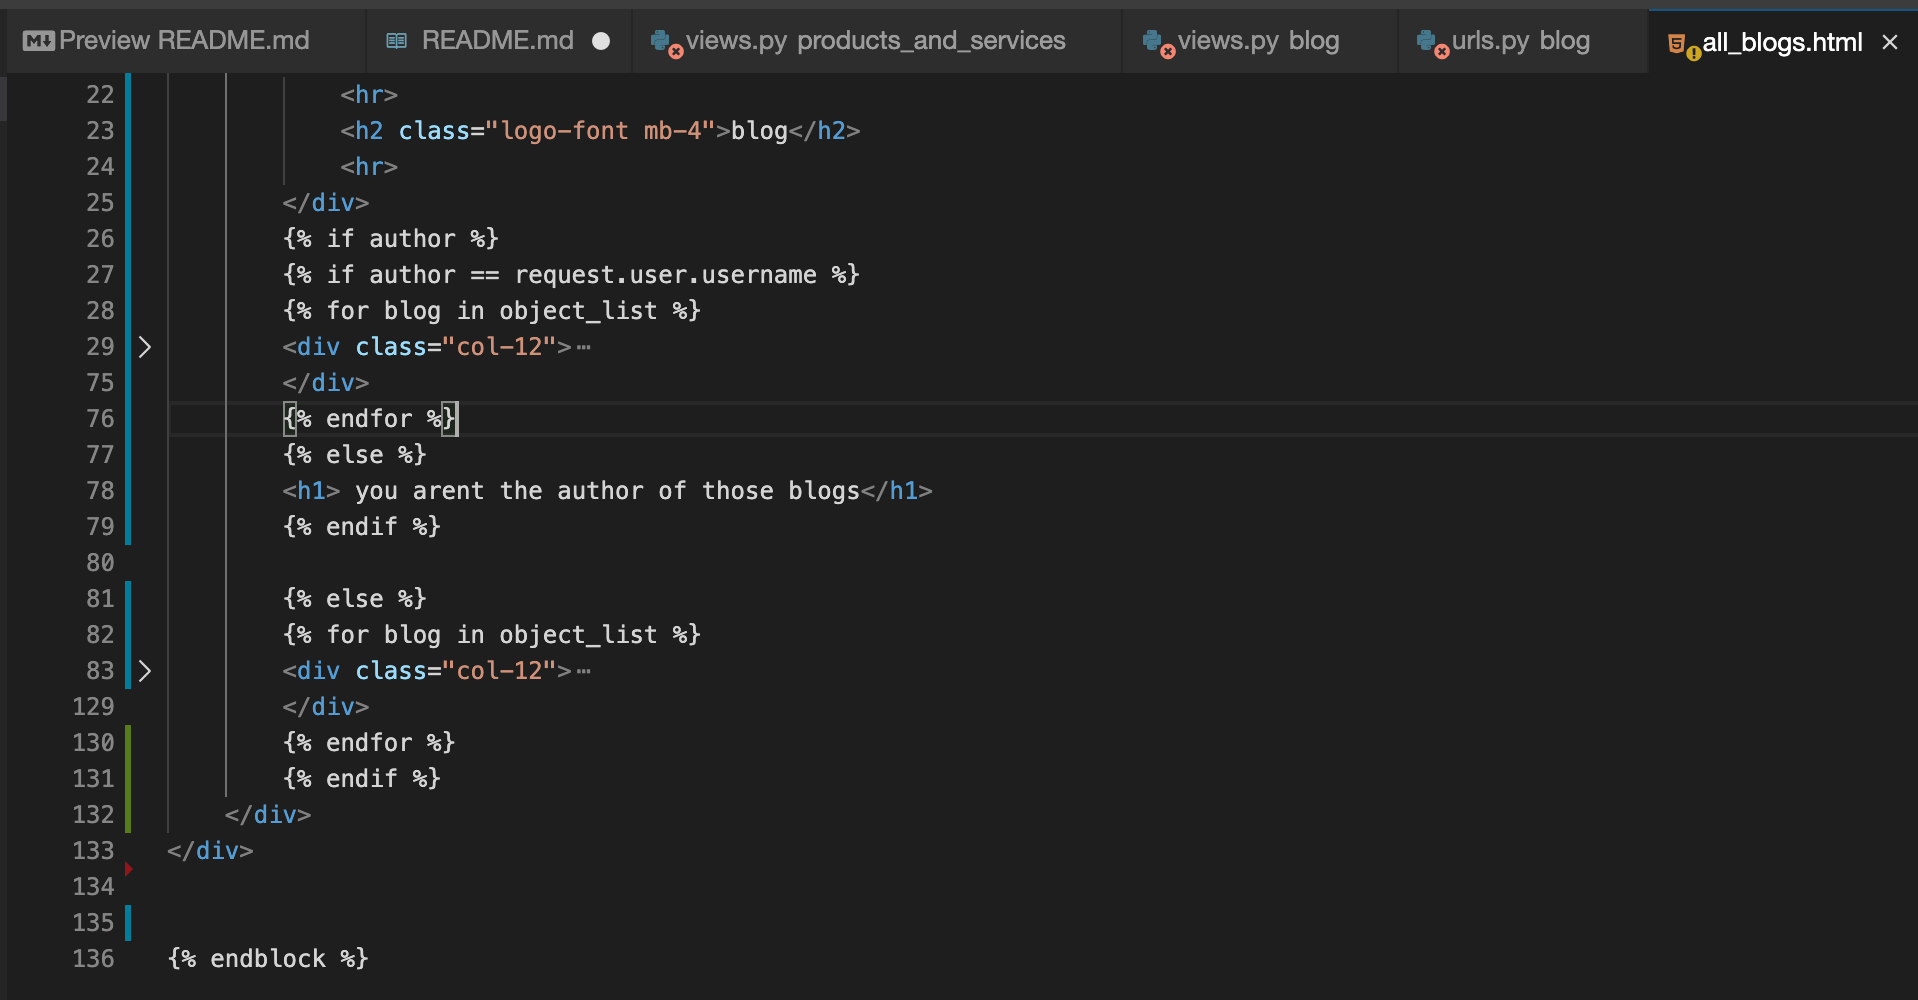 Preview README.md README.md views.py products_and_services views.py blog urls.py blog all_blogs.html
22 <hr>
23 <h2 class="logo-font mb-4">blog</h2>
24 <hr>
25 </div>
26 {% if author %}
27 {% if author == request.user.username %}
28 {% for blog in object_list %}
29 <div class="col-12">…
75 </div>
76 {% endfor %}
77 {% else %}
78 <h1> you arent the author of those blogs</h1>
79 {% endif %}
80
81 {% else %}
82 {% for blog in object_list %}
83 <div class="col-12">…
129 </div>
130 {% endfor %}
131 {% endif %}
132 </div>
133 </div>
134
135
136 {% endblock %}